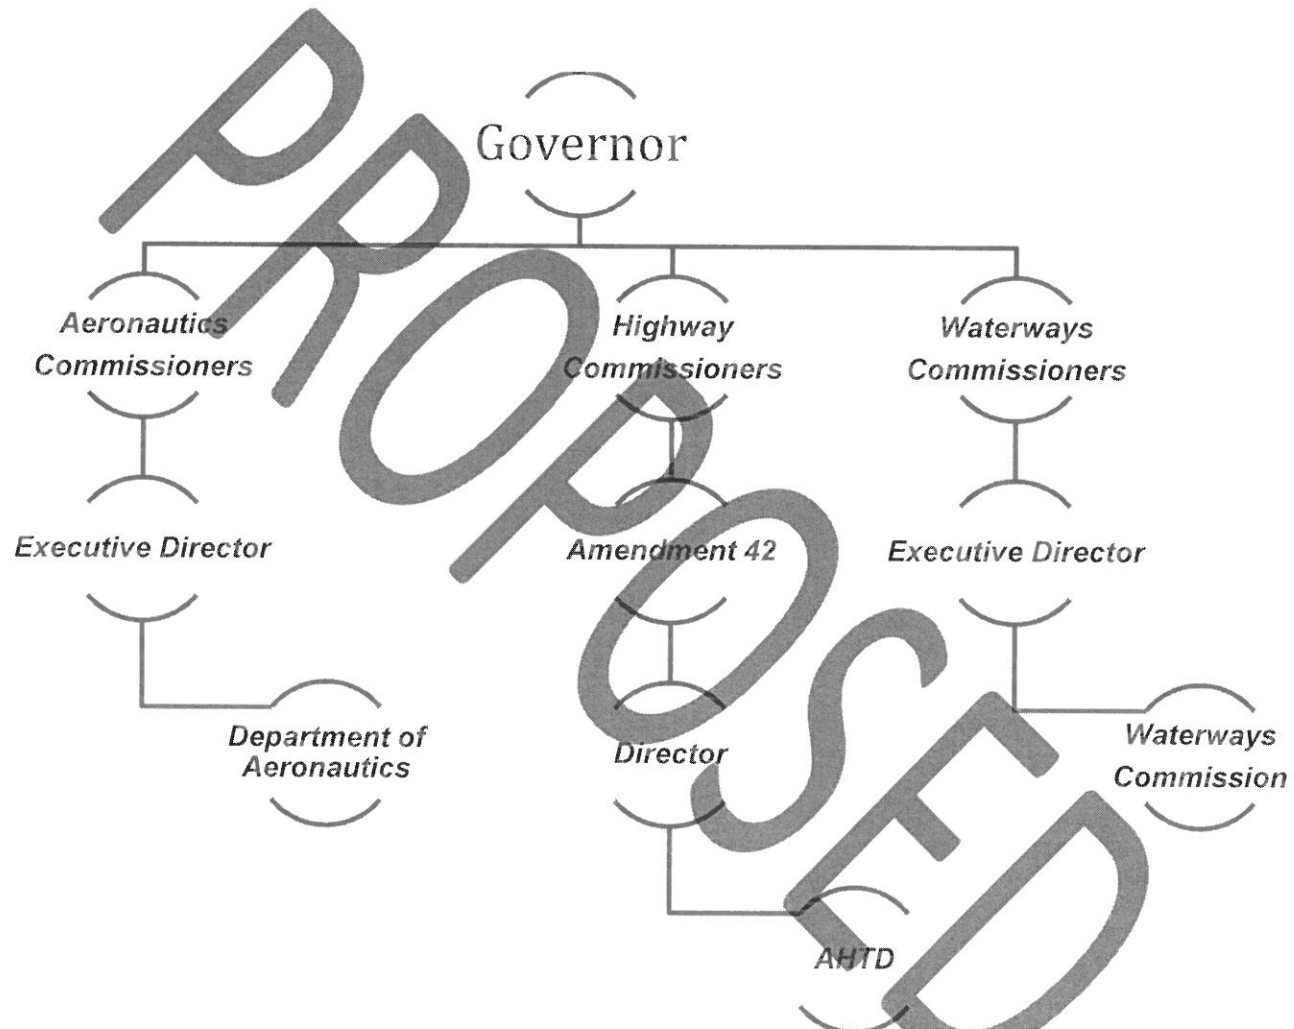 PROPOSED
Governor
Aeronautics
Commissioners
Highway
Commissioners
Waterways
Commissioners
Executive Director
Amendment 42
Executive Director
Department of
Aeronautics
Director
Waterways
Commission
AHTD